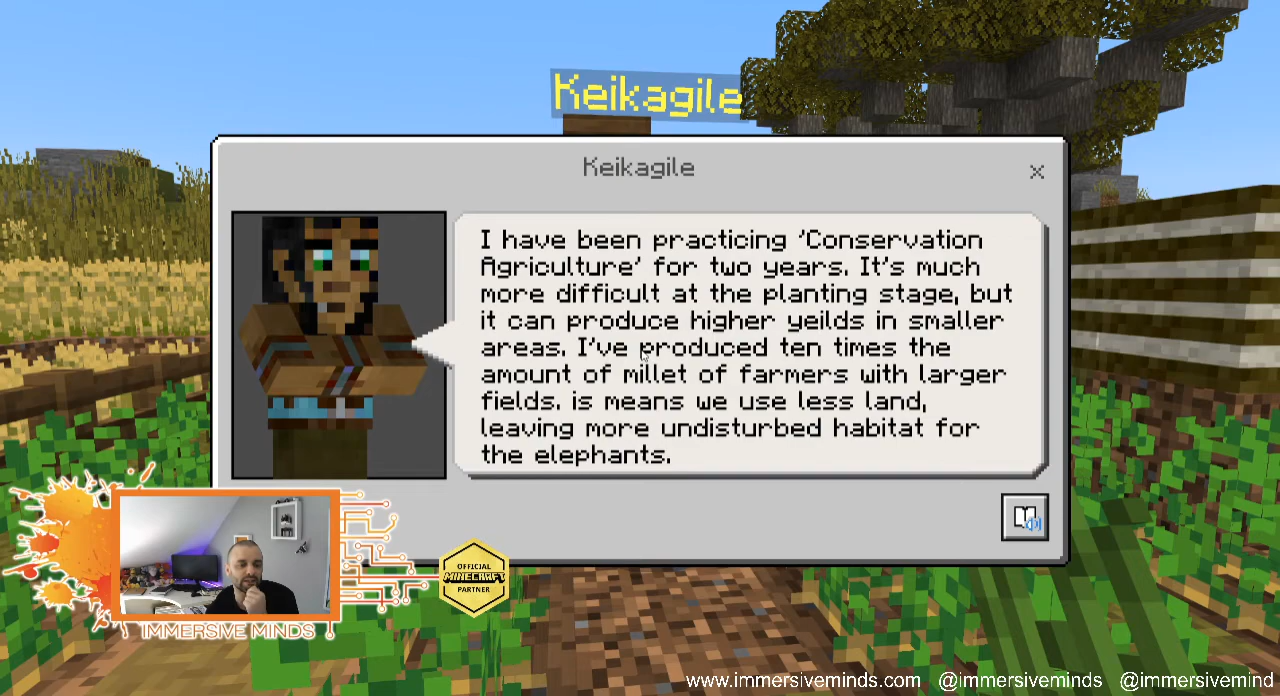 Keikagile
Keikagile
I have been practicing 'Conservation
Agriculture' for two years. It's much
more difficult at the planting stage, but
it can produce higher yeilds in smaller
areas. I've produced ten times the
amount of millet of farmers with larger
fields. is means we use less land,
leaving more undisturbed habitat for
the elephants.
OFFICIAL
MINECRAFT
PARTNER
IMMERSIVE MINDS
www.immersiveminds.com @immersiveminds @immersivemind